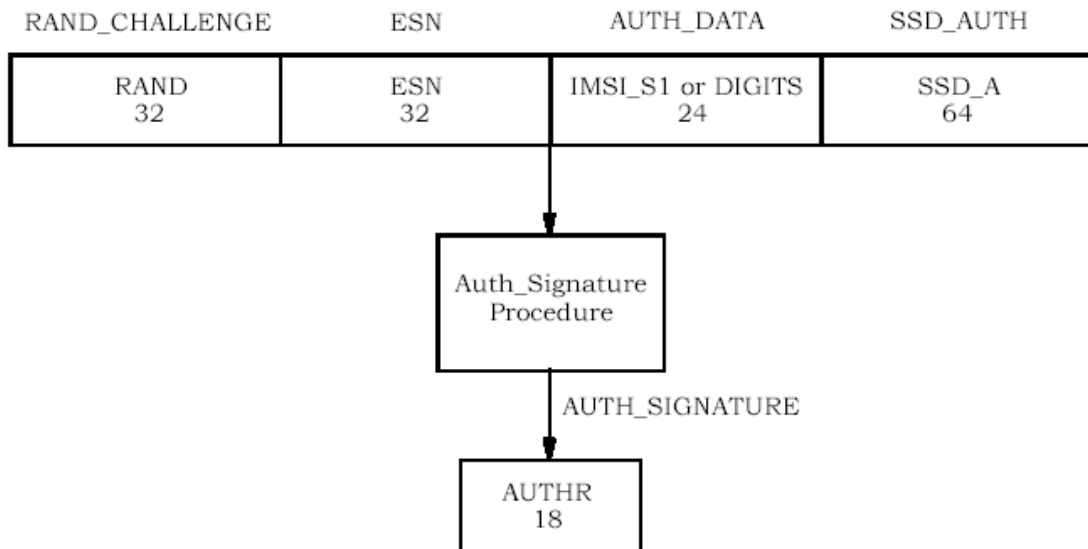 RAND_CHALLENGE ESN AUTH_DATA SSD_AUTH
RAND ESN IMSI_S1 or DIGITS SSD_A
32 32 24 64
Auth_Signature
Procedure
AUTH_SIGNATURE
AUTHR
18